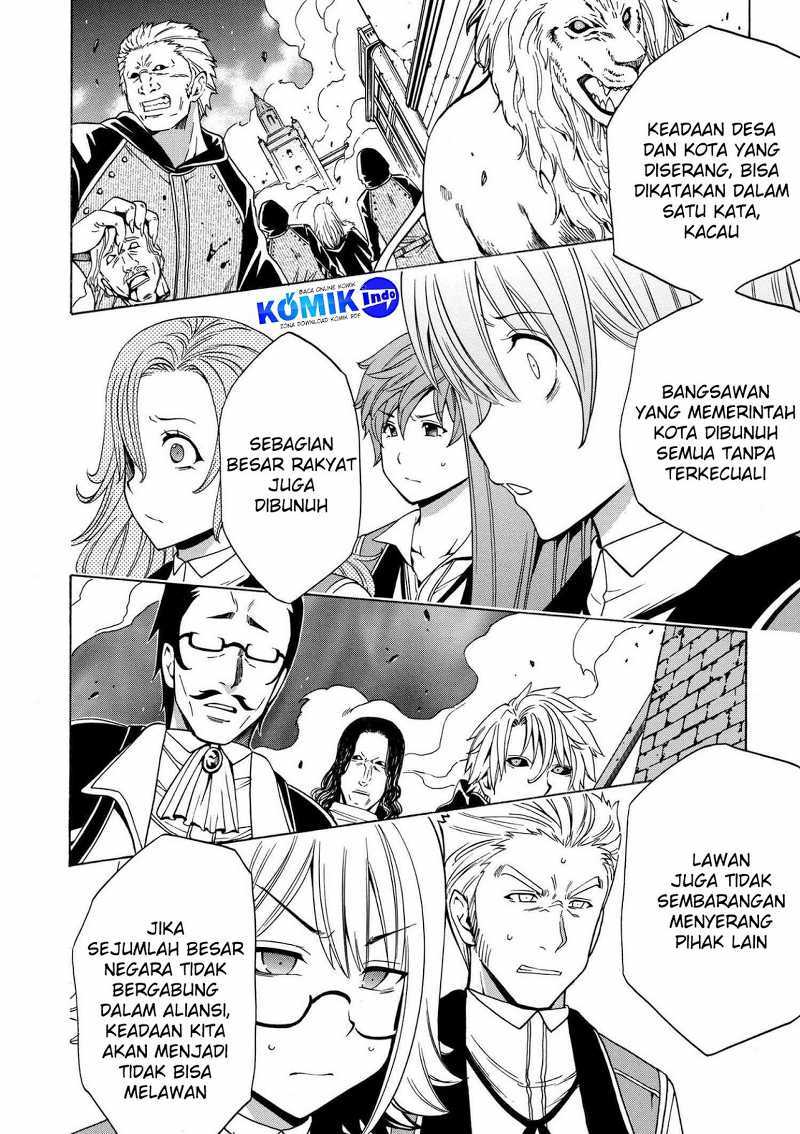 KEADAAN DESA
DAN KOTA YANG
DISERANG, BISA
DIKATAKAN DALAM
SATU KATA,
KACAU
BACA ONLINE KOMIK
KOMIK Indo
ZONA DOWNLOAD KOMIK PDF
BANGSAWAN
YANG MEMERINTAH
KOTA DIBUNUH
SEMUA TANPA
TERKECUALI
SEBAGIAN
BESAR RAKYAT
JUGA
DIBUNUH
LAWAN
JUGA TIDAK
SEMBARANGAN
MENYERANG
PIHAK LAIN
JIKA
SEJUMLAH BESAR
NEGARA TIDAK
BERGABUNG
DALAM ALIANSI,
KEADAAN KITA
AKAN MENJADI
TIDAK BISA
MELAWAN